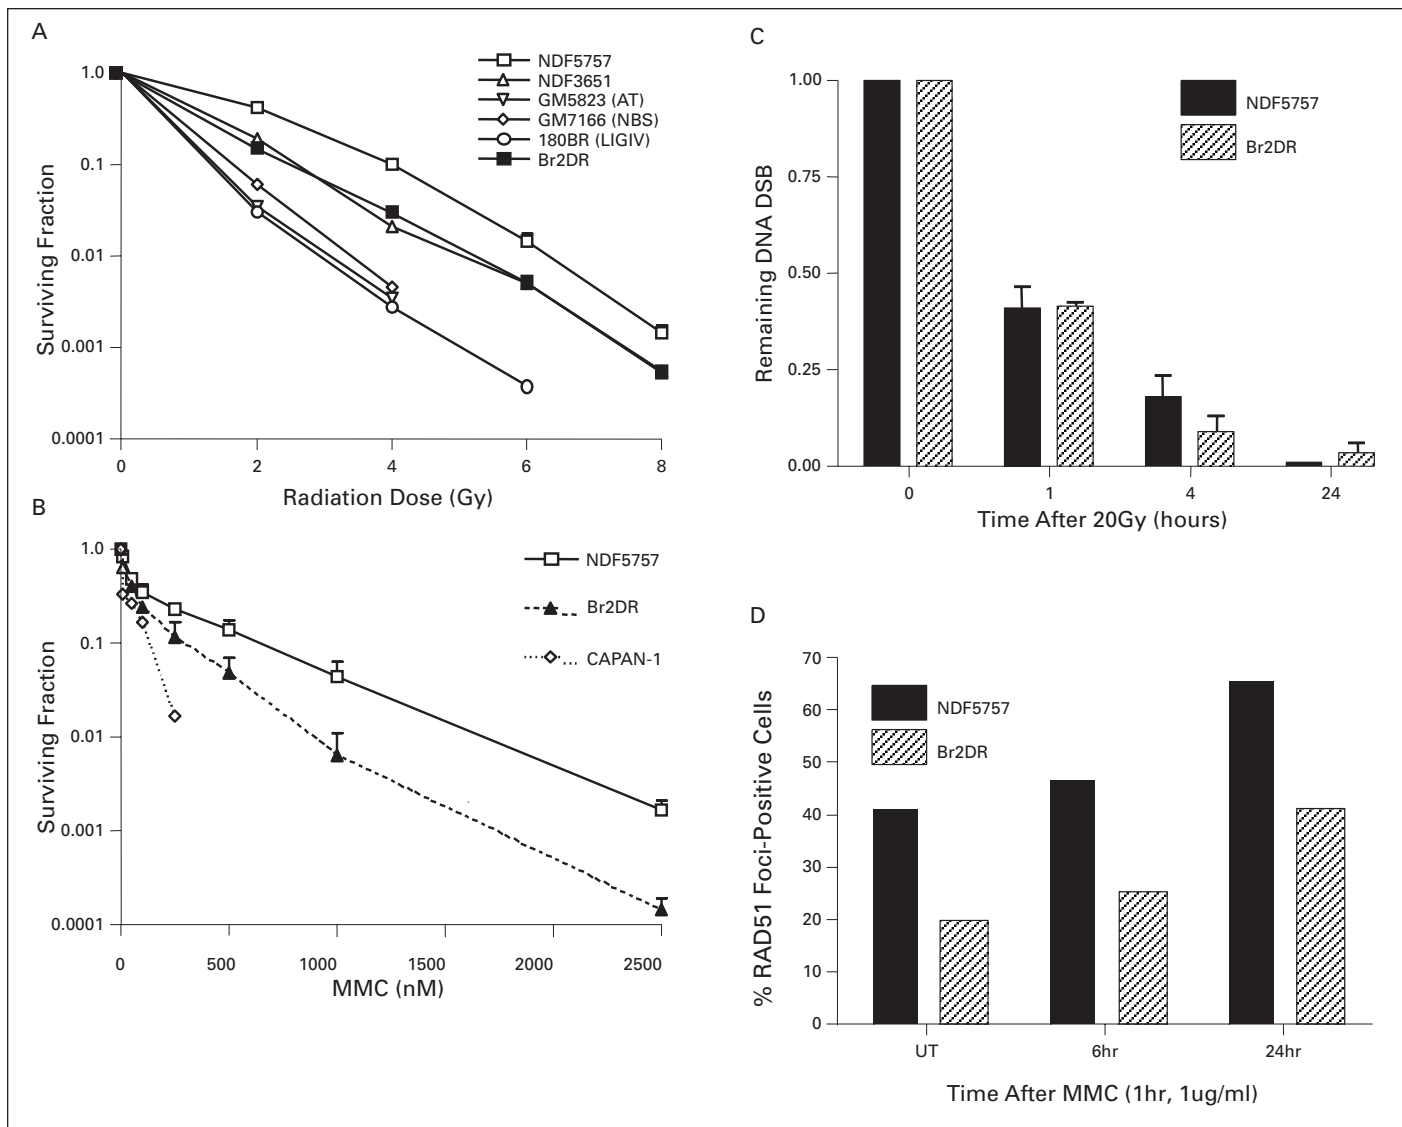 A
NDF5757
NDF3651
GM5823 (AT)
GM7166 (NBS)
180BR (LIGIV)
Br2DR
1.0
0.1
0.01
0.001
0.0001
Surviving Fraction
0 2 4 6 8
Radiation Dose (Gy)
B
NDF5757
Br2DR
CAPAN-1
1.0
0.1
0.01
0.001
0.0001
Surviving Fraction
0 500 1000 1500 2000 2500
MMC (nM)
C
NDF5757
Br2DR
1.00
0.75
0.50
0.25
0.00
Remaining DNA DSB
0 1 4 24
Time After 20Gy (hours)
D
NDF5757
Br2DR
70
60
50
40
30
20
10
0
% RAD51 Foci-Positive Cells
UT 6hr 24hr
Time After MMC (1hr, 1ug/ml)